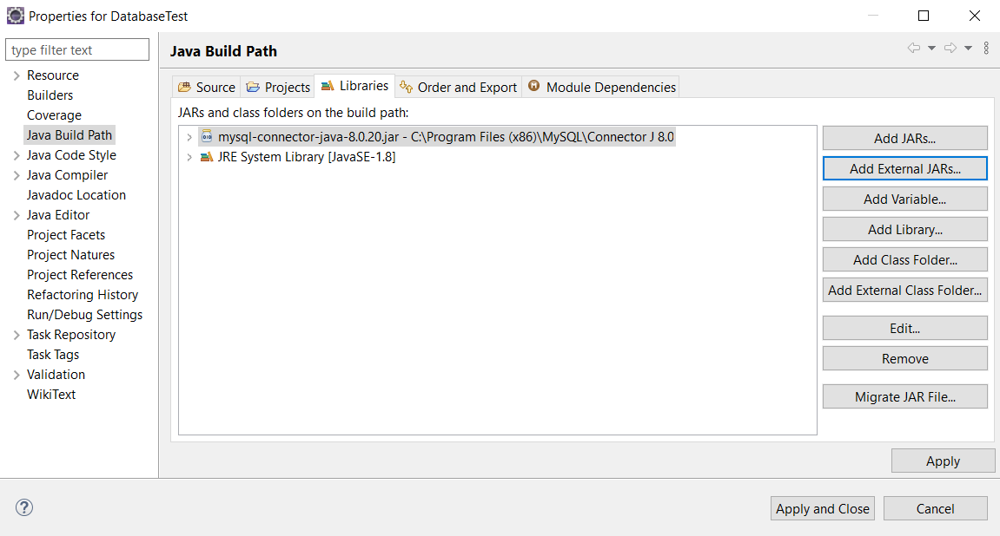 Properties for DatabaseTest
type filter text
Resource
Builders
Coverage
Java Build Path
Java Code Style
Java Compiler
Javadoc Location
Java Editor
Project Facets
Project Natures
Project References
Refactoring History
Run/Debug Settings
Task Repository
Task Tags
Validation
WikiText
Java Build Path
Source Projects Libraries Order and Export Module Dependencies
JARs and class folders on the build path:
mysql-connector-java-8.0.20.jar - C:\Program Files (x86)\MySQL\Connector J 8.0
JRE System Library [JavaSE-1.8]
Add JARs...
Add External JARs...
Add Variable...
Add Library...
Add Class Folder...
Add External Class Folder...
Edit...
Remove
Migrate JAR File...
Apply
Apply and Close Cancel